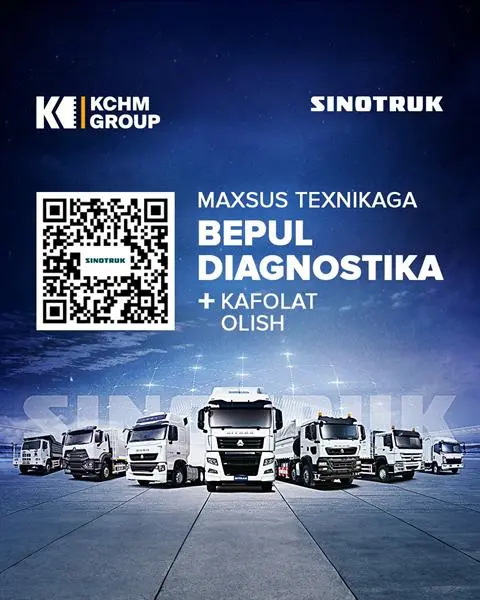 KCHM
GROUP
SINOTRUK
SINOTRUK
MAXSUS TEXNIKAGA
BEPUL
DIAGNOSTIKA
+ KAFOLAT
OLISH
SINOTRUK